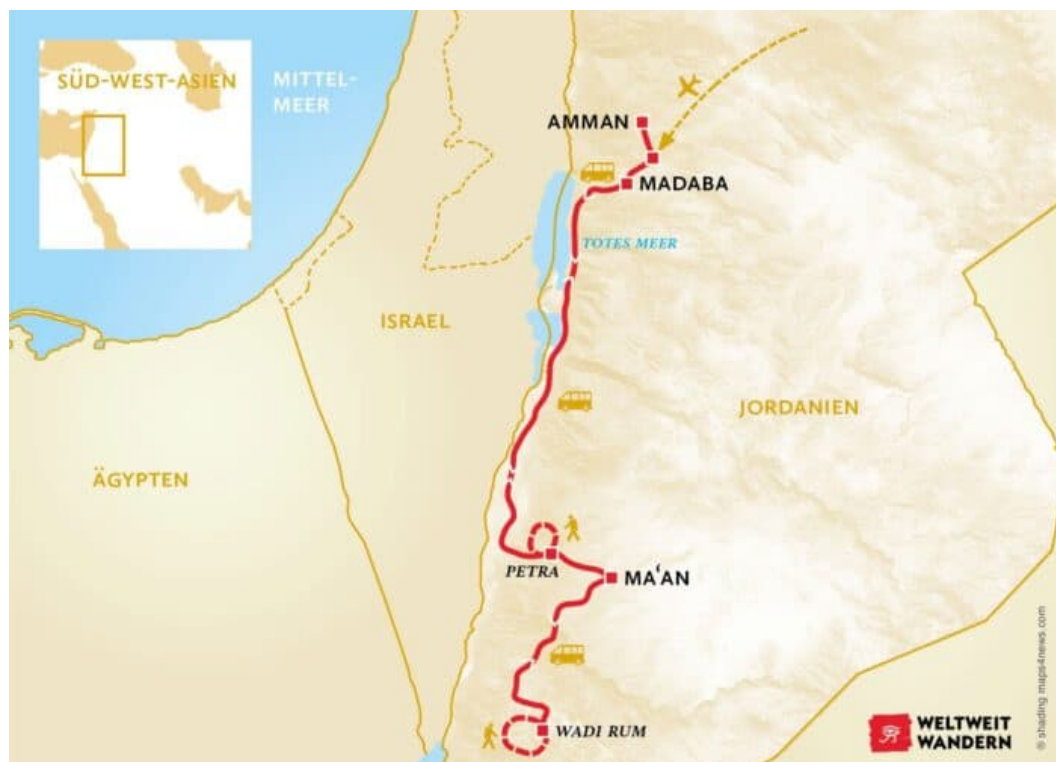 SÜD-WEST-ASIEN
MITTEL-
MEER
AMMAN
MADABA
TOTES MEER
ISRAEL
JORDANIEN
ÄGYPTEN
PETRA
MA‘AN
WADI RUM
WELTWEIT
WANDERN
© shading maps4news.com